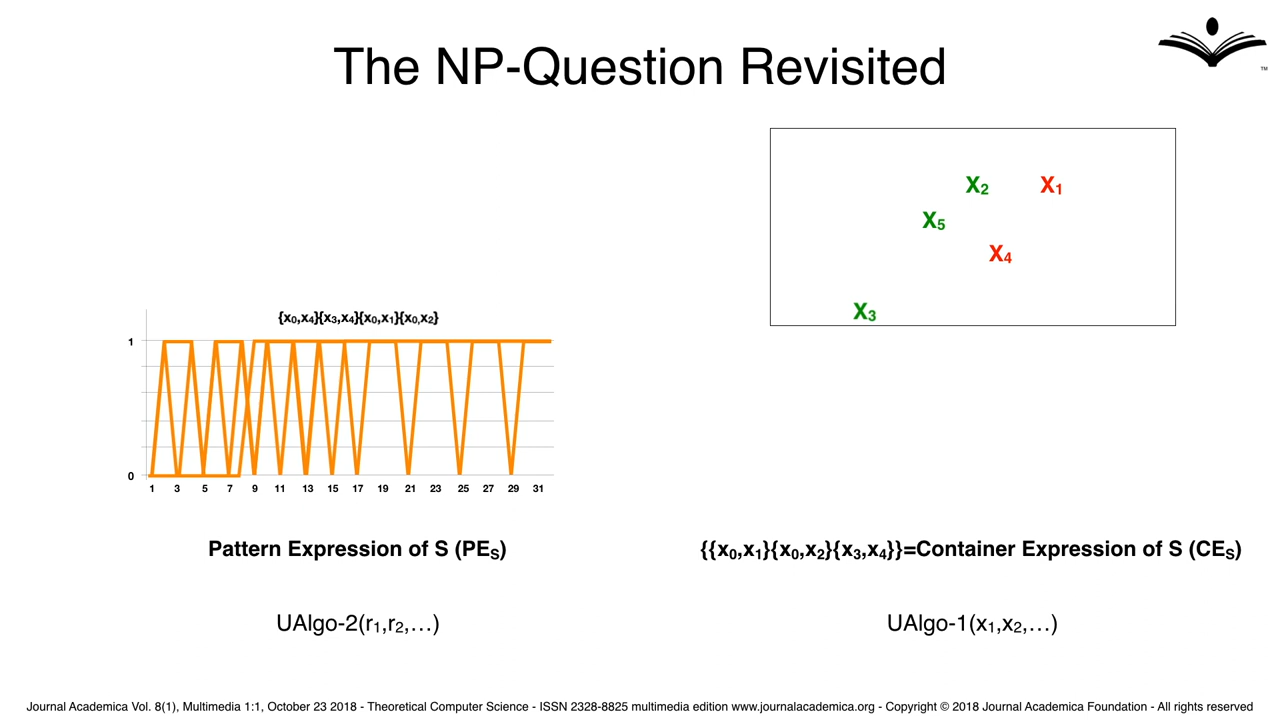 The NP-Question Revisited
TM
X₂ X₁
X₅
X₄
X₃
{x₀,x₄}{x₃,x₄}{x₀,x₁}{x₀,x₂}
1
0
1 3 5 7 9 11 13 15 17 19 21 23 25 27 29 31
Pattern Expression of S (PEₛ)
{{x₀,x₁}{x₀,x₂}{x₃,x₄}}=Container Expression of S (CEₛ)
UAlgo-2(r₁,r₂,…)
UAlgo-1(x₁,x₂,…)
Journal Academica Vol. 8(1), Multimedia 1:1, October 23 2018 - Theoretical Computer Science - ISSN 2328-8825 multimedia edition www.journalacademica.org - Copyright © 2018 Journal Academica Foundation - All rights reserved